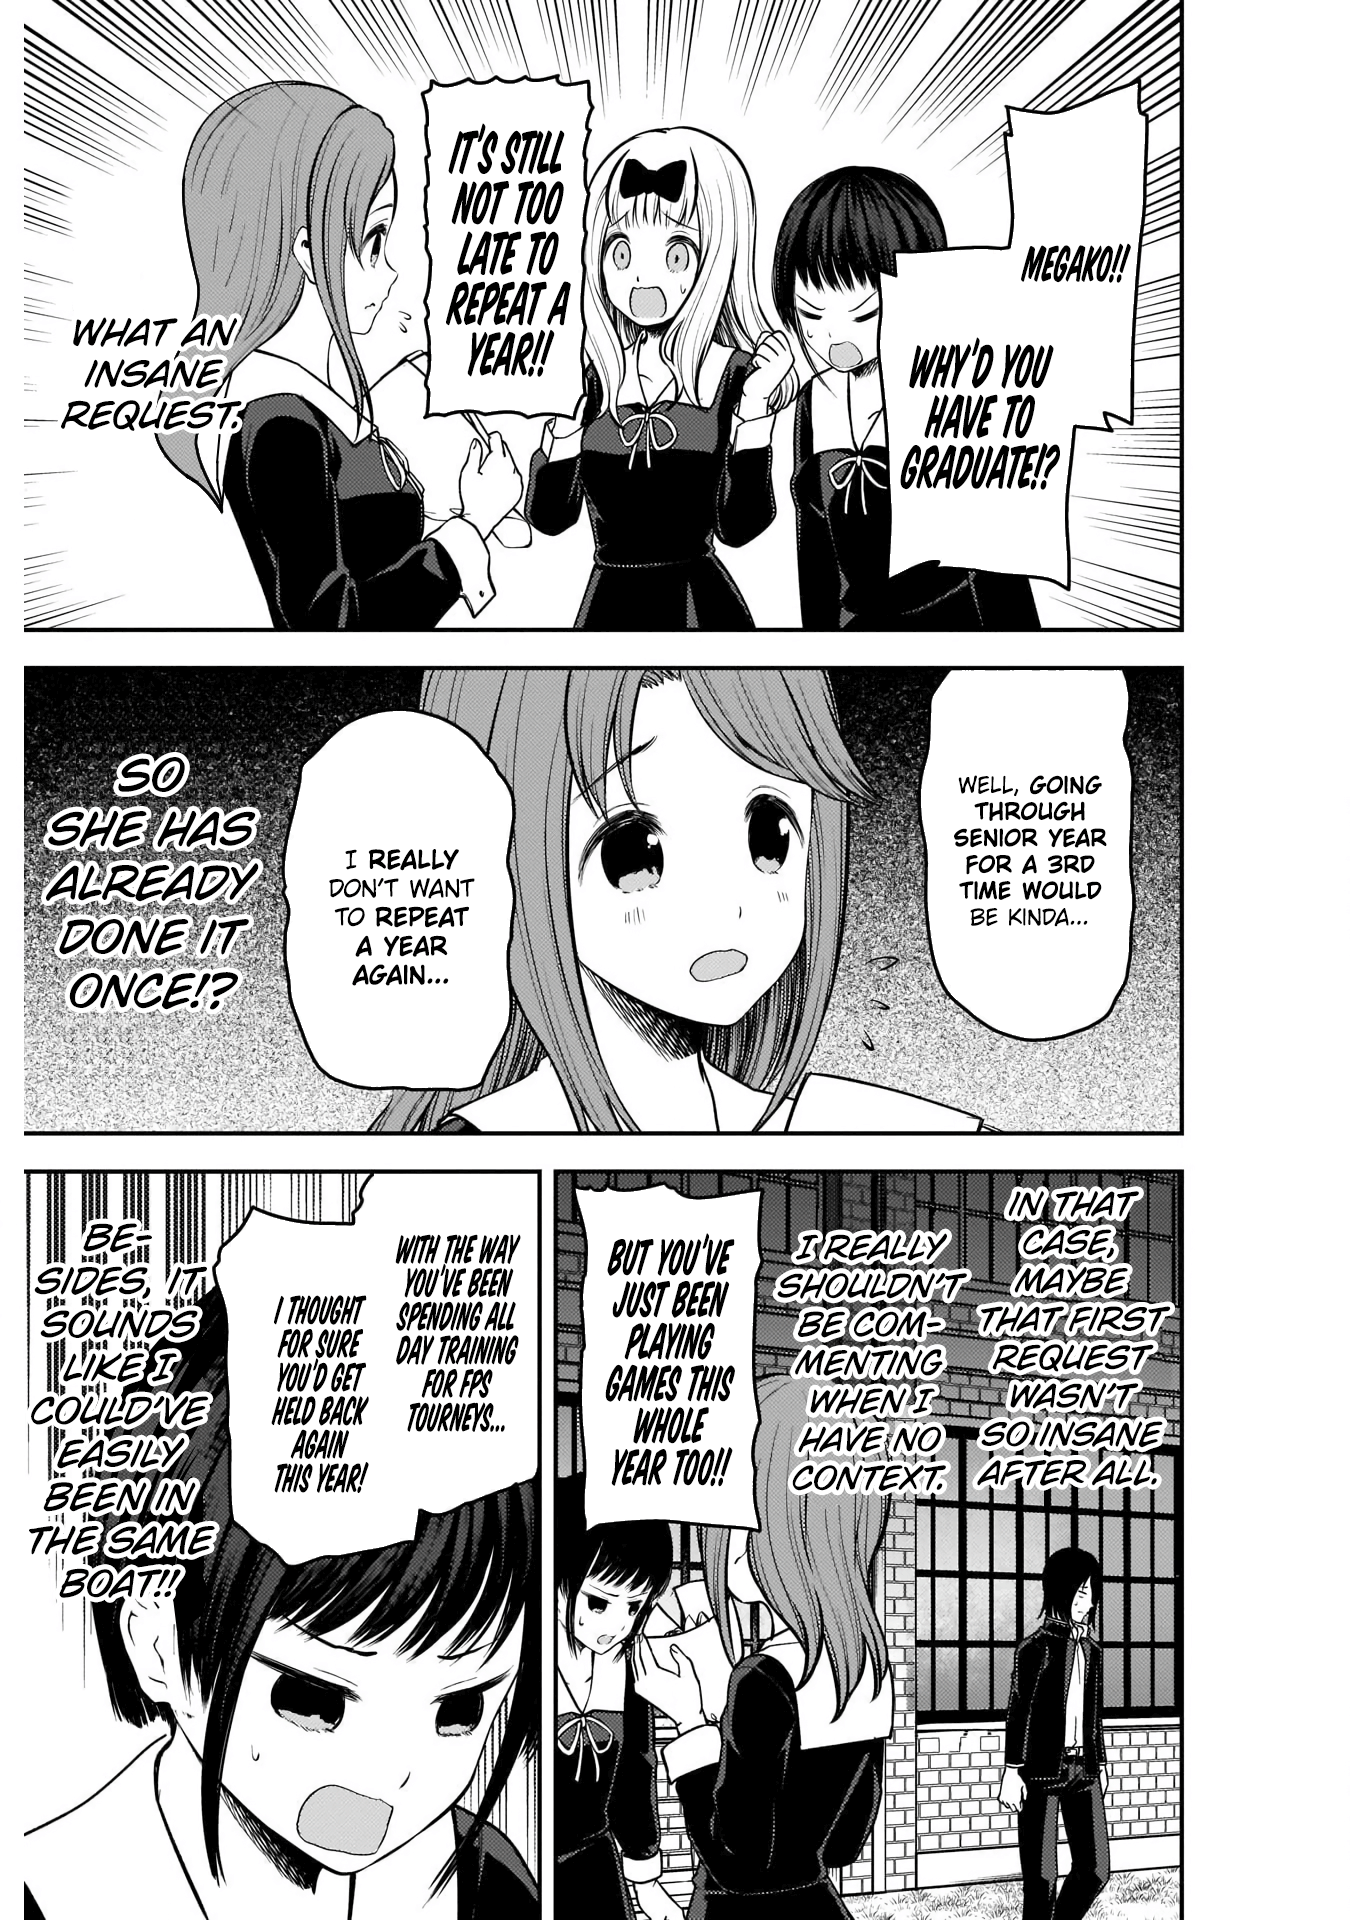 MEGAKO!!
WHY'D YOU
HAVE TO
GRADUATE!?
IT'S STILL
NOT TOO
LATE TO
REPEAT A
YEAR!!
WHAT AN
INSANE
REQUEST.
WELL, GOING
THROUGH
SENIOR YEAR
FOR A 3RD
TIME WOULD
BE KINDA...
I REALLY
DON'T WANT
TO REPEAT
A YEAR
AGAIN...
SO
SHE HAS
ALREADY
DONE IT
ONCE!?
IN THAT
CASE,
MAYBE
THAT FIRST
REQUEST
WASN'T
SO INSANE
AFTER ALL.
I REALLY
SHOULDN'T
BE COM-
MENTING
WHEN I
HAVE NO
CONTEXT.
BUT YOU'VE
JUST BEEN
PLAYING
GAMES THIS
WHOLE
YEAR TOO!!
WITH THE WAY
YOU'VE BEEN
SPENDING ALL
DAY TRAINING
FOR FPS
TOURNEYS...
I THOUGHT
FOR SURE
YOU'D GET
HELD BACK
AGAIN
THIS YEAR!
BE-
SIDES, IT
SOUNDS
LIKE I
COULD'VE
EASILY
BEEN IN
THE SAME
BOAT!!